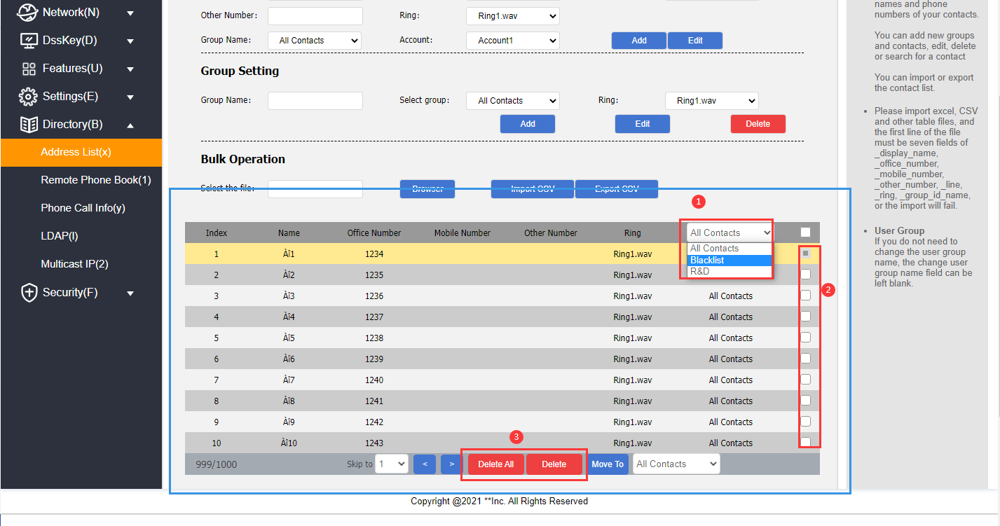 Network(N)
DssKey(D)
Features(U)
Settings(E)
Directory(B)
Address List(x)
Remote Phone Book(1)
Phone Call Info(y)
LDAP(l)
Multicast IP(2)
Security(F)
Other Number:
Ring: Ring1.wav
Group Name: All Contacts
Account: Account1
Add Edit
Group Setting
Group Name:
Select group: All Contacts
Ring: Ring1.wav
Add Edit Delete
Bulk Operation
Select the file:
Browser Import CSV Export CSV
1
Index Name Office Number Mobile Number Other Number Ring All Contacts
All Contacts
Blacklist
R&D
1 Àî1 1234 Ring1.wav
2 Àî2 1235 Ring1.wav
2
3 Àî3 1236 Ring1.wav All Contacts
4 Àî4 1237 Ring1.wav All Contacts
5 Àî5 1238 Ring1.wav All Contacts
6 Àî6 1239 Ring1.wav All Contacts
7 Àî7 1240 Ring1.wav All Contacts
8 Àî8 1241 Ring1.wav All Contacts
9 Àî9 1242 Ring1.wav All Contacts
10 Àî10 1243 Ring1.wav All Contacts
3
999/1000 Skip to 1 < > Delete All Delete Move To All Contacts
names and phone
numbers of your contacts.
You can add new groups
and contacts, edit, delete
or search for a contact
You can import or export
the contact list.
• Please import excel, CSV
and other table files, and
the first line of the file
must be seven fields of
_display_name,
_office_number,
_mobile_number,
_other_number, _line,
_ring, _group_id_name,
or the import will fail.
• User Group
If you do not need to
change the user group
name, the change user
group name field can be
left blank.
Copyright @2021 **Inc. All Rights Reserved